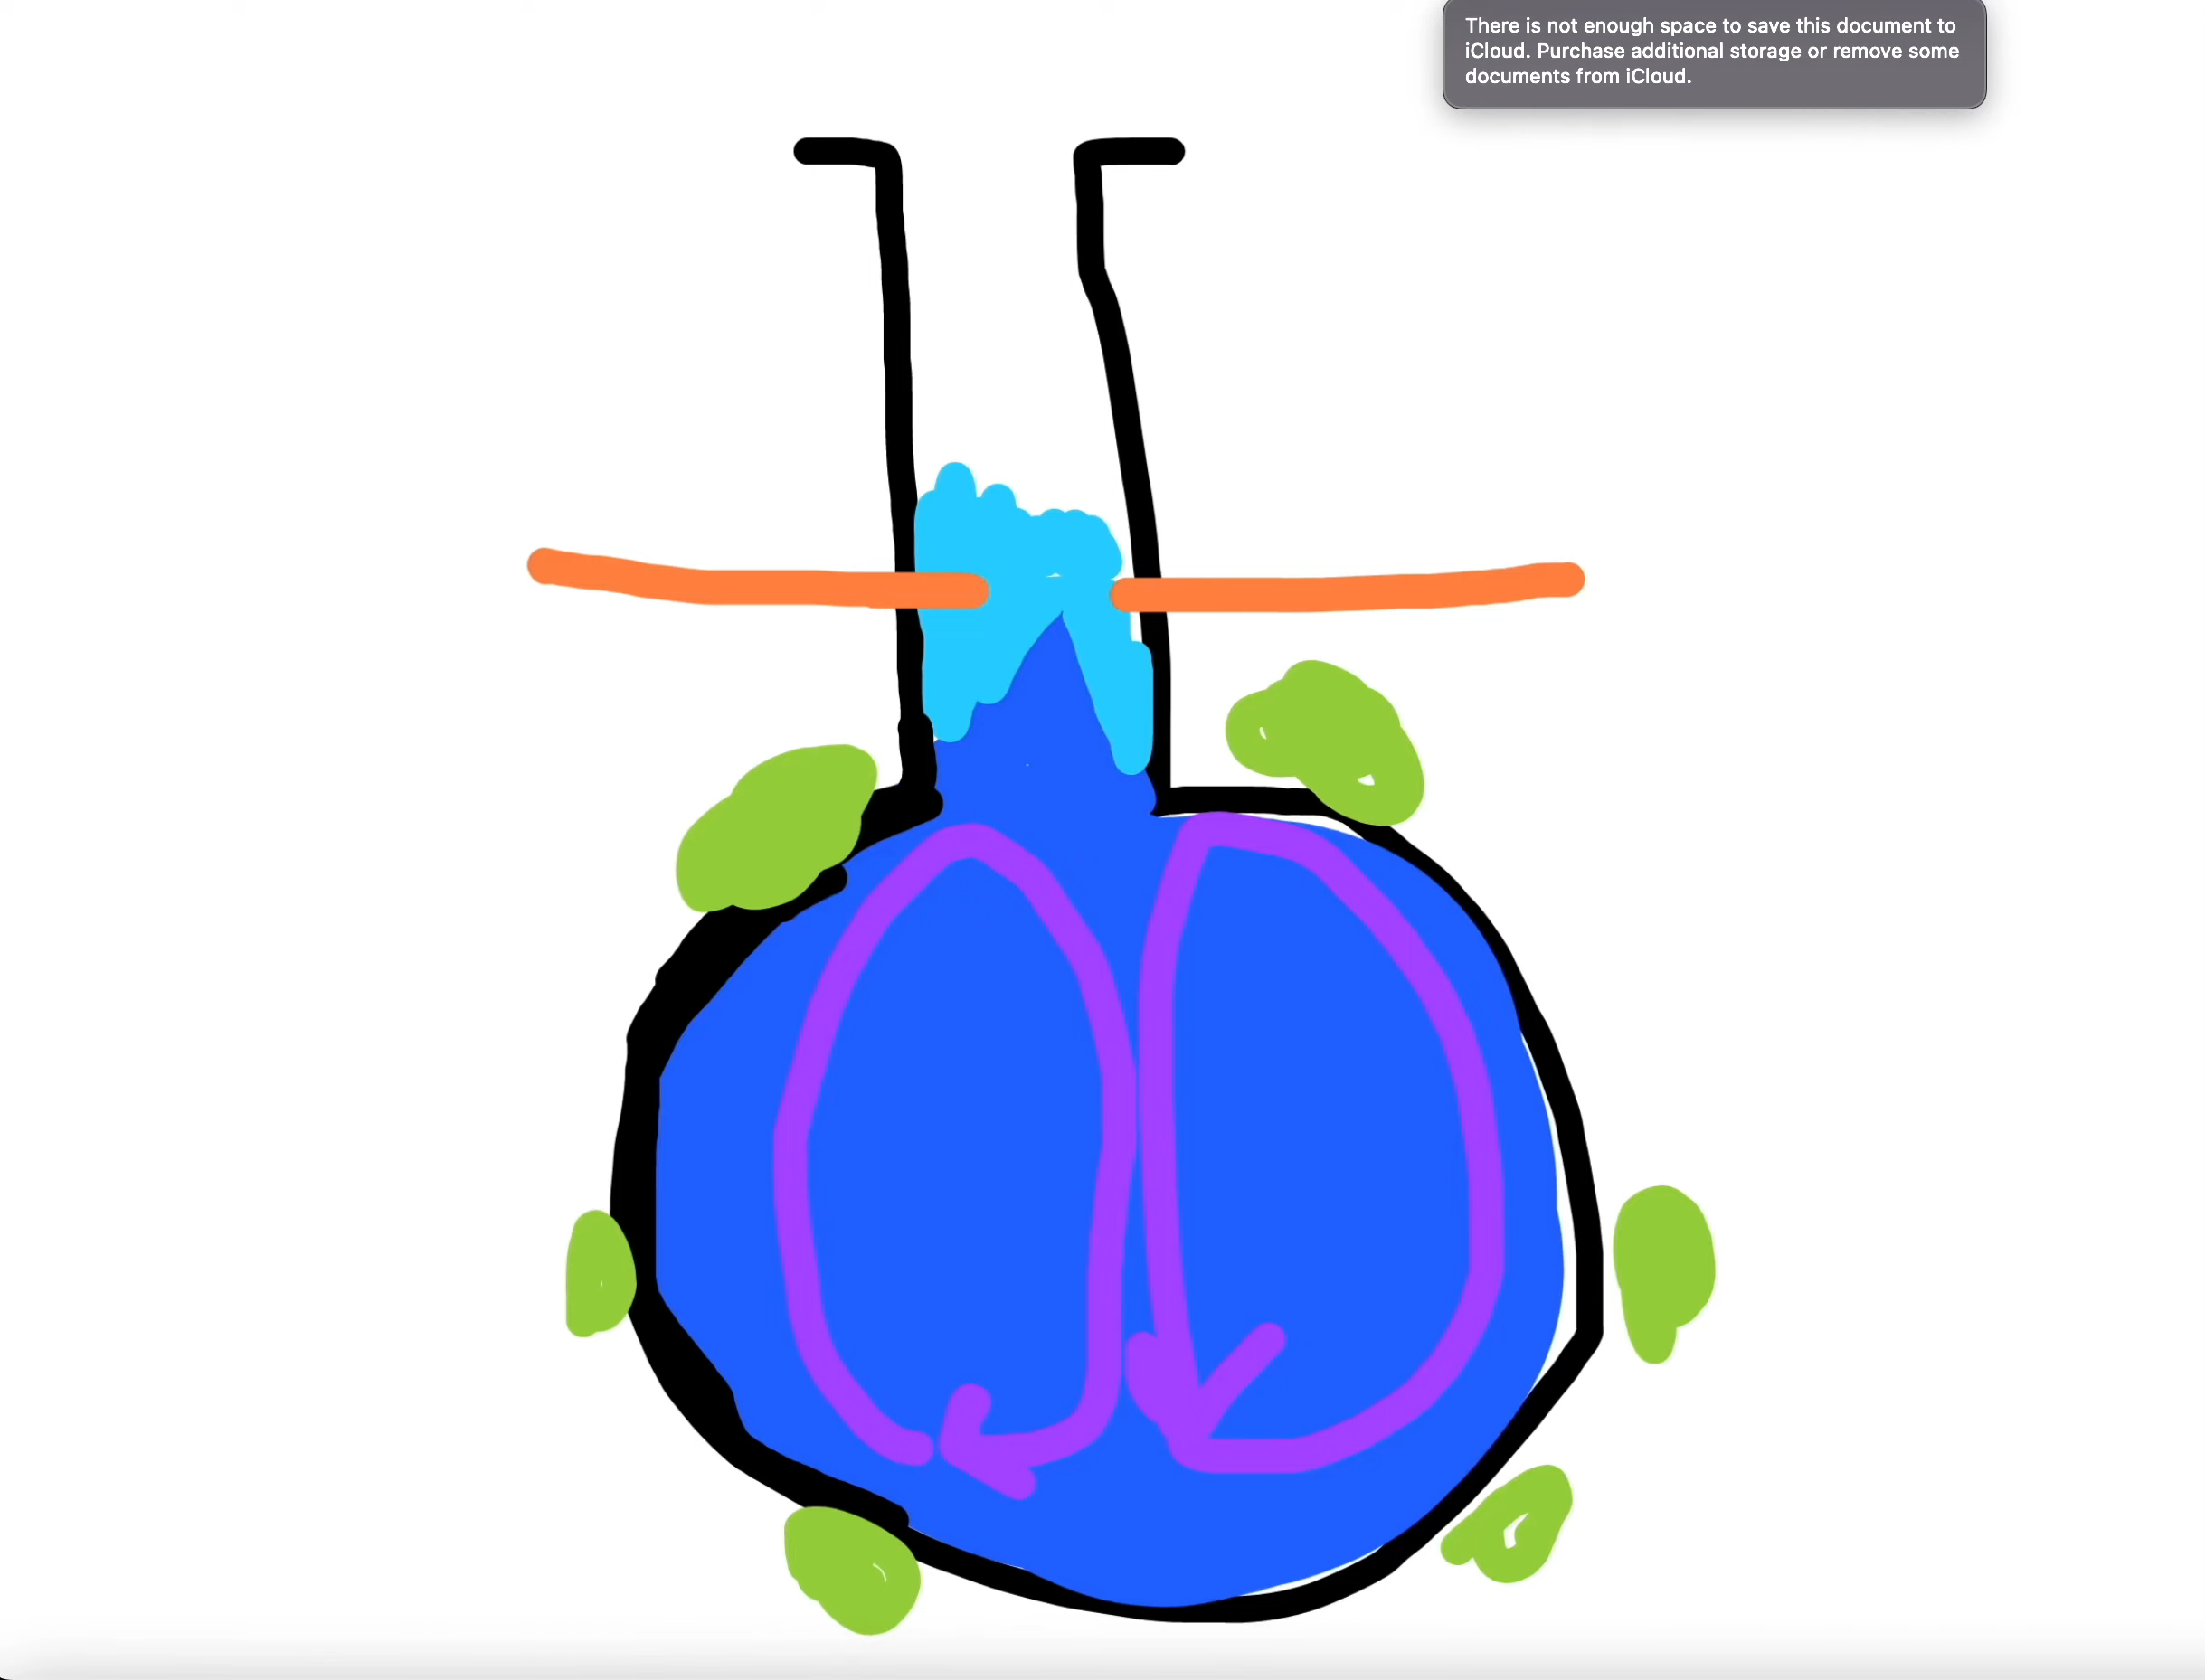 There is not enough space to save this document to
iCloud. Purchase additional storage or remove some
documents from iCloud.